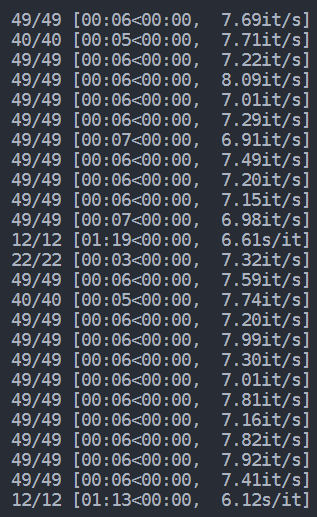 49/49 [00:06<00:00,  7.69it/s]
40/40 [00:05<00:00,  7.71it/s]
49/49 [00:06<00:00,  7.22it/s]
49/49 [00:06<00:00,  8.09it/s]
49/49 [00:06<00:00,  7.01it/s]
49/49 [00:06<00:00,  7.29it/s]
49/49 [00:07<00:00,  6.91it/s]
49/49 [00:06<00:00,  7.49it/s]
49/49 [00:06<00:00,  7.20it/s]
49/49 [00:06<00:00,  7.15it/s]
49/49 [00:07<00:00,  6.98it/s]
12/12 [01:19<00:00,  6.61s/it]
22/22 [00:03<00:00,  7.32it/s]
49/49 [00:06<00:00,  7.59it/s]
40/40 [00:05<00:00,  7.74it/s]
49/49 [00:06<00:00,  7.20it/s]
49/49 [00:06<00:00,  7.99it/s]
49/49 [00:06<00:00,  7.30it/s]
49/49 [00:06<00:00,  7.01it/s]
49/49 [00:06<00:00,  7.81it/s]
49/49 [00:06<00:00,  7.16it/s]
49/49 [00:06<00:00,  7.82it/s]
49/49 [00:06<00:00,  7.92it/s]
49/49 [00:06<00:00,  7.41it/s]
12/12 [01:13<00:00,  6.12s/it]